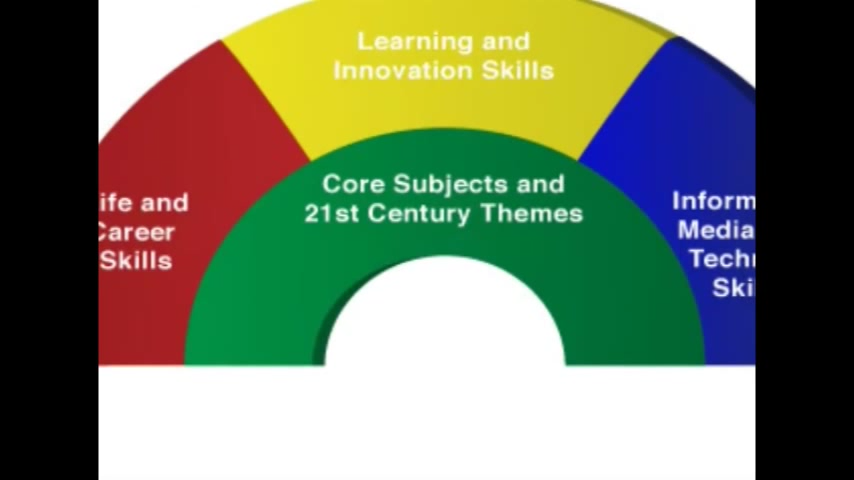 Learning and
Innovation Skills
Core Subjects and
21st Century Themes
ife and
Career
Skills
Inform
Media
Techn
Ski